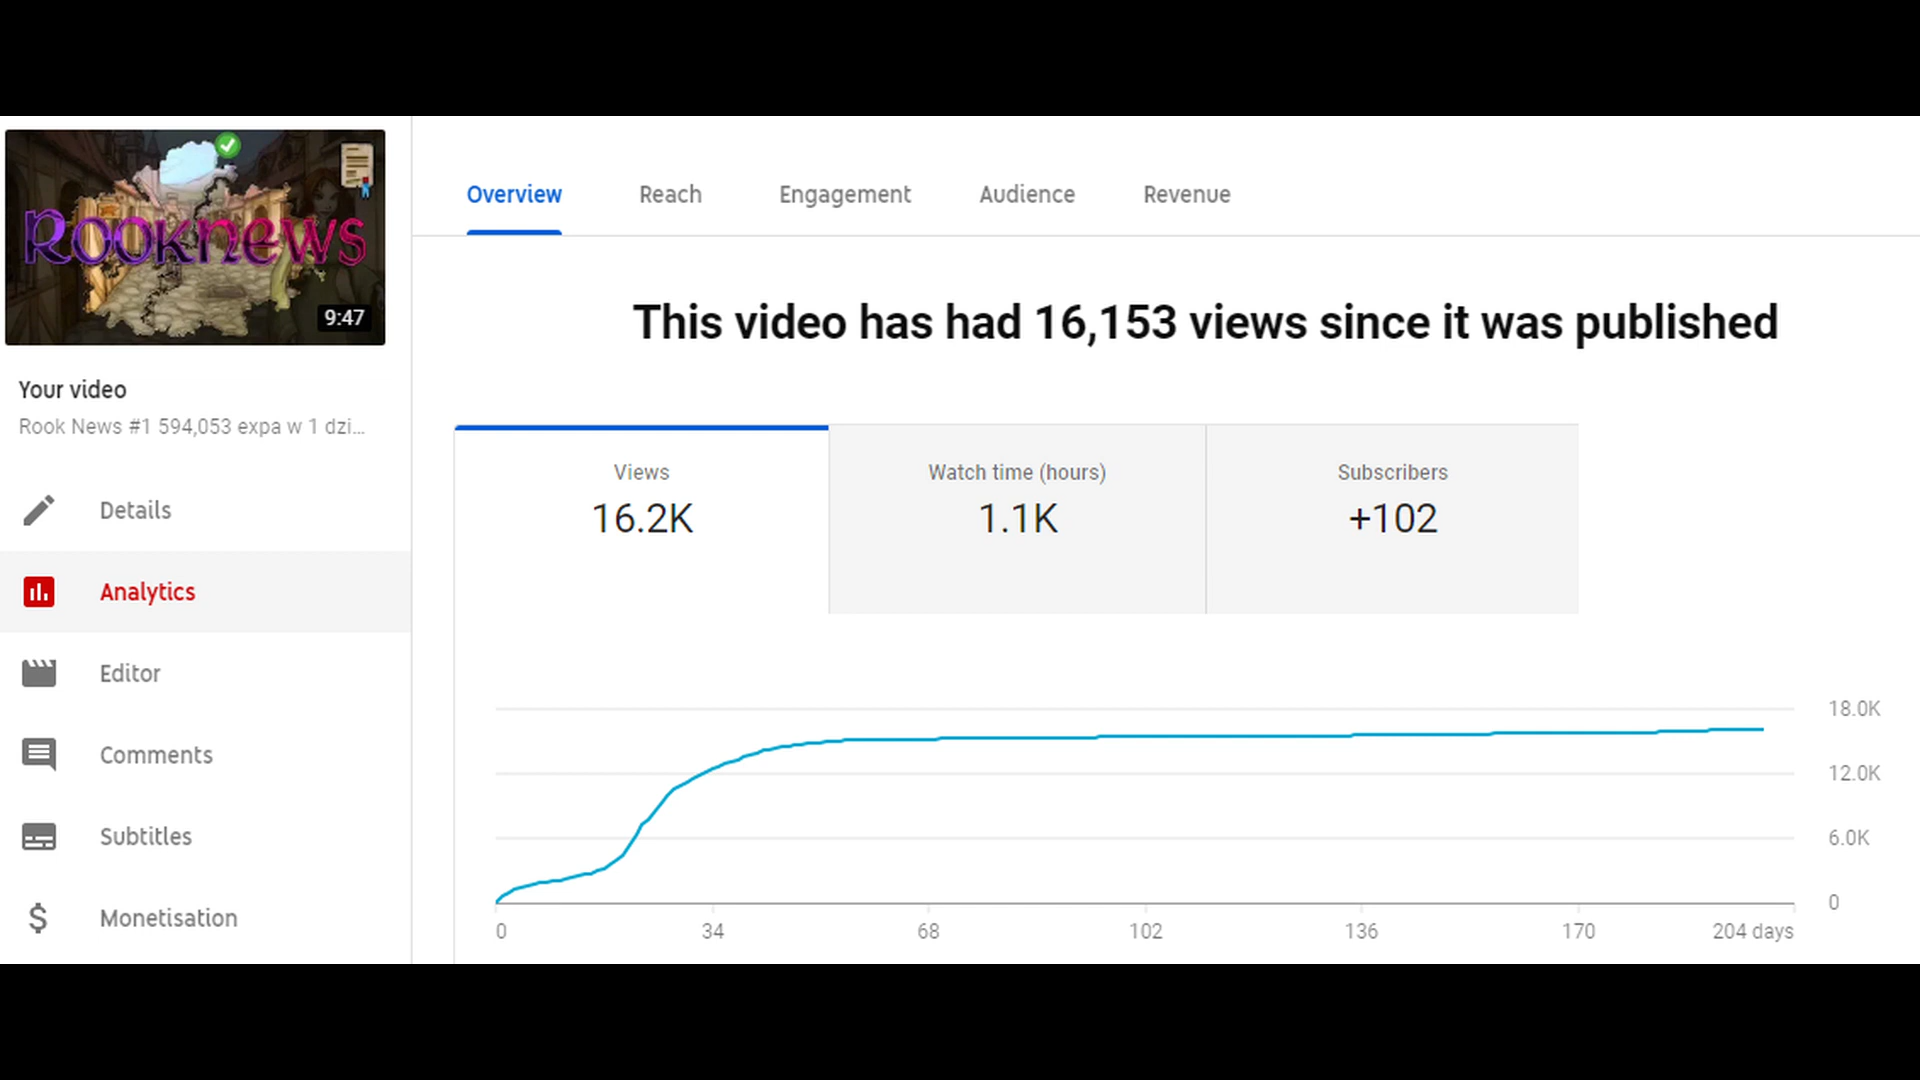 Rooknews
9:47
Your video
Rook News #1 594,053 expa w 1 dzi...
Details
Analytics
Editor
Comments
Subtitles
Monetisation
Overview Reach Engagement Audience Revenue
This video has had 16,153 views since it was published
Views Watch time (hours) Subscribers
16.2K 1.1K +102
18.0K
12.0K
6.0K
0
0 34 68 102 136 170 204 days